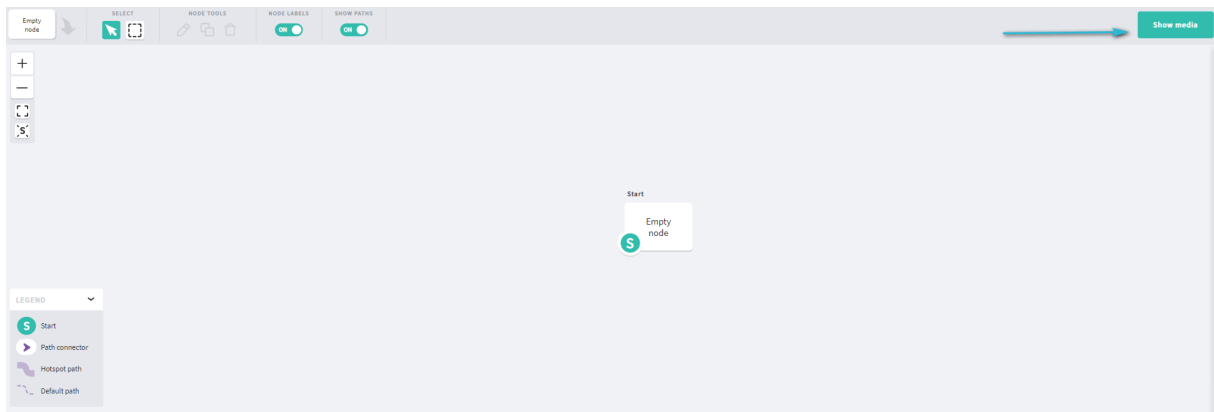 Empty
node
SELECT
NODE TOOLS
NODE LABELS
ON
SHOW PATHS
ON
Show media
S
Start
Empty
node
S
LEGEND
S Start
Path connector
Hotspot path
Default path